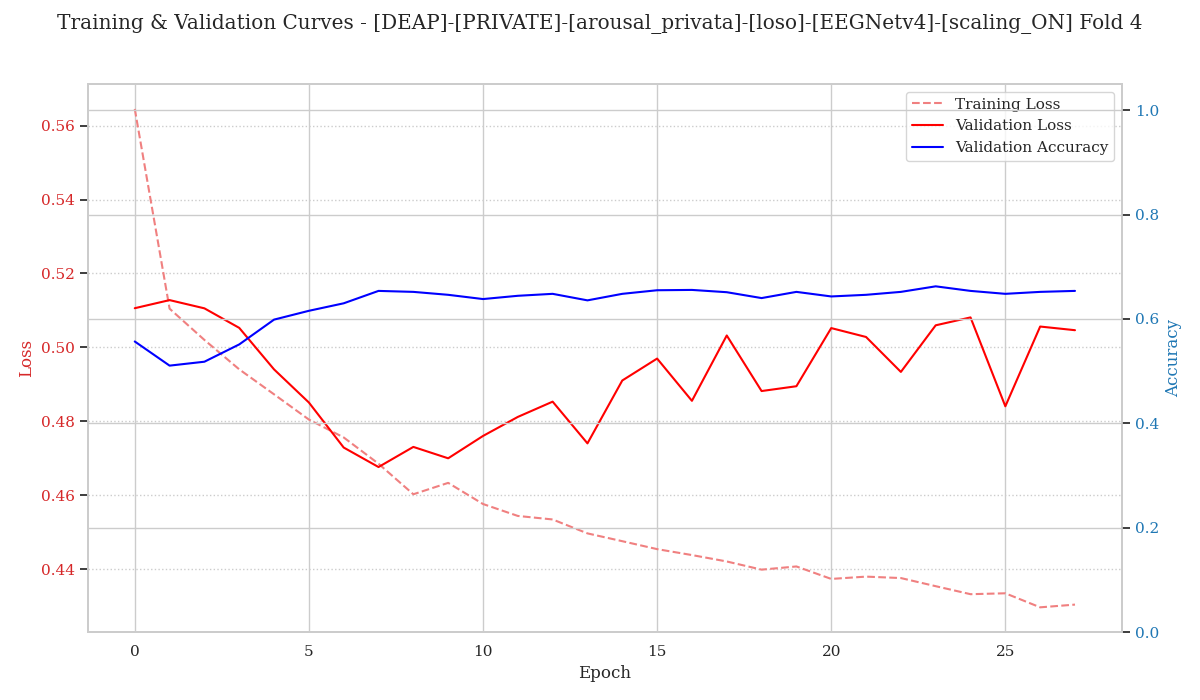 Training & Validation Curves - [DEAP]-[PRIVATE]-[arousal_privata]-[loso]-[EEGNetv4]-[scaling_ON] Fold 4
Training Loss
Validation Loss
Validation Accuracy
0.56
0.54
0.52
0.50
0.48
0.46
0.44
Loss
1.0
0.8
0.6
0.4
0.2
0.0
Accuracy
0 5 10 15 20 25
Epoch